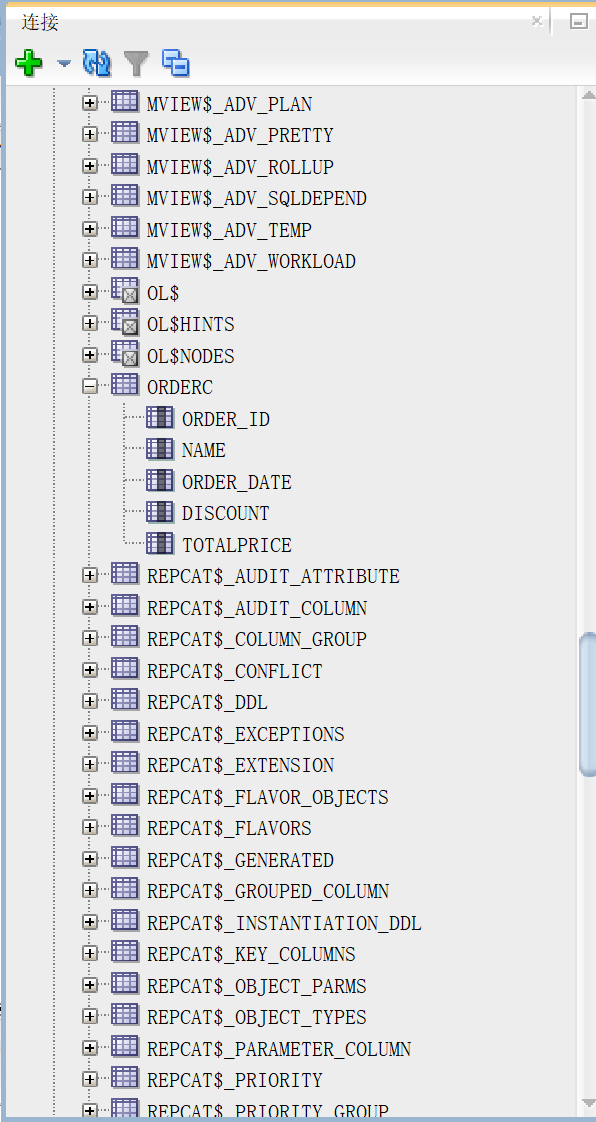 连接
MVIEW$_ADV_PLAN
MVIEW$_ADV_PRETTY
MVIEW$_ADV_ROLLUP
MVIEW$_ADV_SQLDEPEND
MVIEW$_ADV_TEMP
MVIEW$_ADV_WORKLOAD
OL$
OL$HINTS
OL$NODES
ORDERC
ORDER_ID
NAME
ORDER_DATE
DISCOUNT
TOTALPRICE
REPCAT$_AUDIT_ATTRIBUTE
REPCAT$_AUDIT_COLUMN
REPCAT$_COLUMN_GROUP
REPCAT$_CONFLICT
REPCAT$_DDL
REPCAT$_EXCEPTIONS
REPCAT$_EXTENSION
REPCAT$_FLAVOR_OBJECTS
REPCAT$_FLAVORS
REPCAT$_GENERATED
REPCAT$_GROUPED_COLUMN
REPCAT$_INSTANTIATION_DDL
REPCAT$_KEY_COLUMNS
REPCAT$_OBJECT_PARMS
REPCAT$_OBJECT_TYPES
REPCAT$_PARAMETER_COLUMN
REPCAT$_PRIORITY
REPCAT$_PRIORITY_GROUP